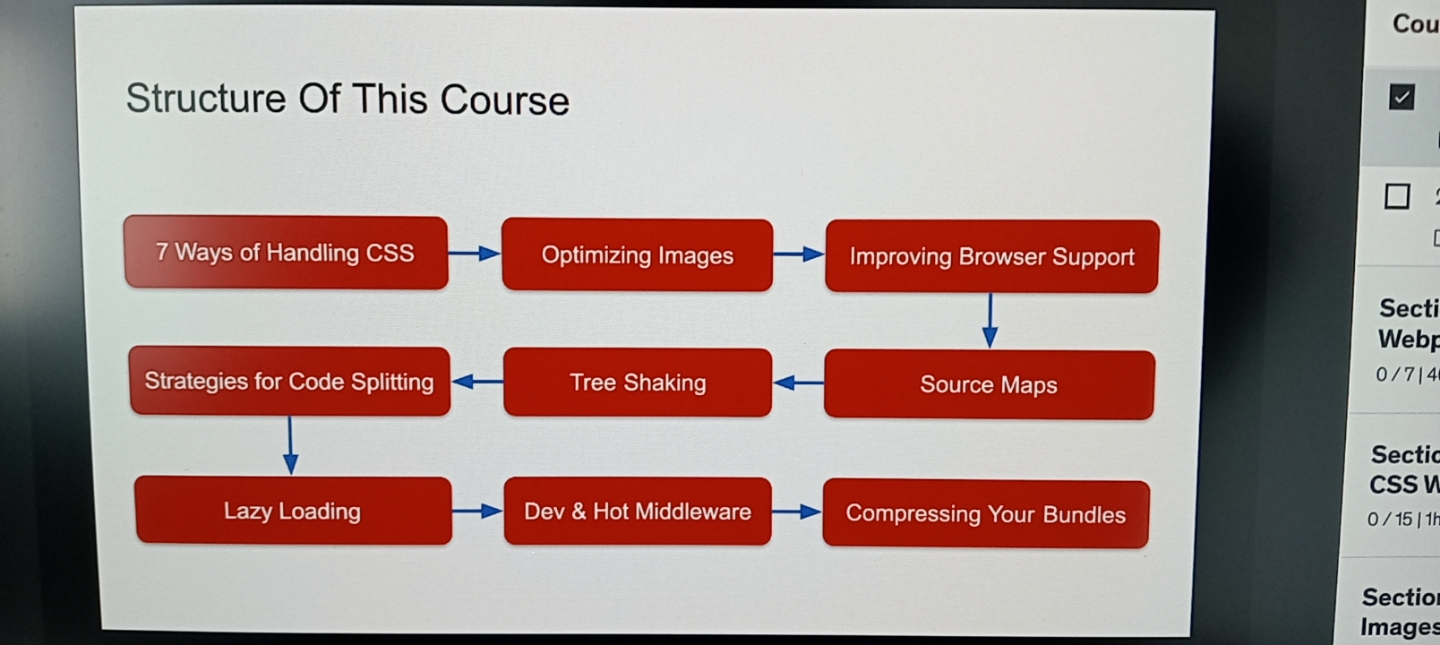 Structure Of This Course
7 Ways of Handling CSS
Optimizing Images
Improving Browser Support
Source Maps
Tree Shaking
Strategies for Code Splitting
Lazy Loading
Dev & Hot Middleware
Compressing Your Bundles
Cou
Secti
Webp
0 / 7 | 4
Sectio
CSS W
0 / 15 | 1h
Section
Images